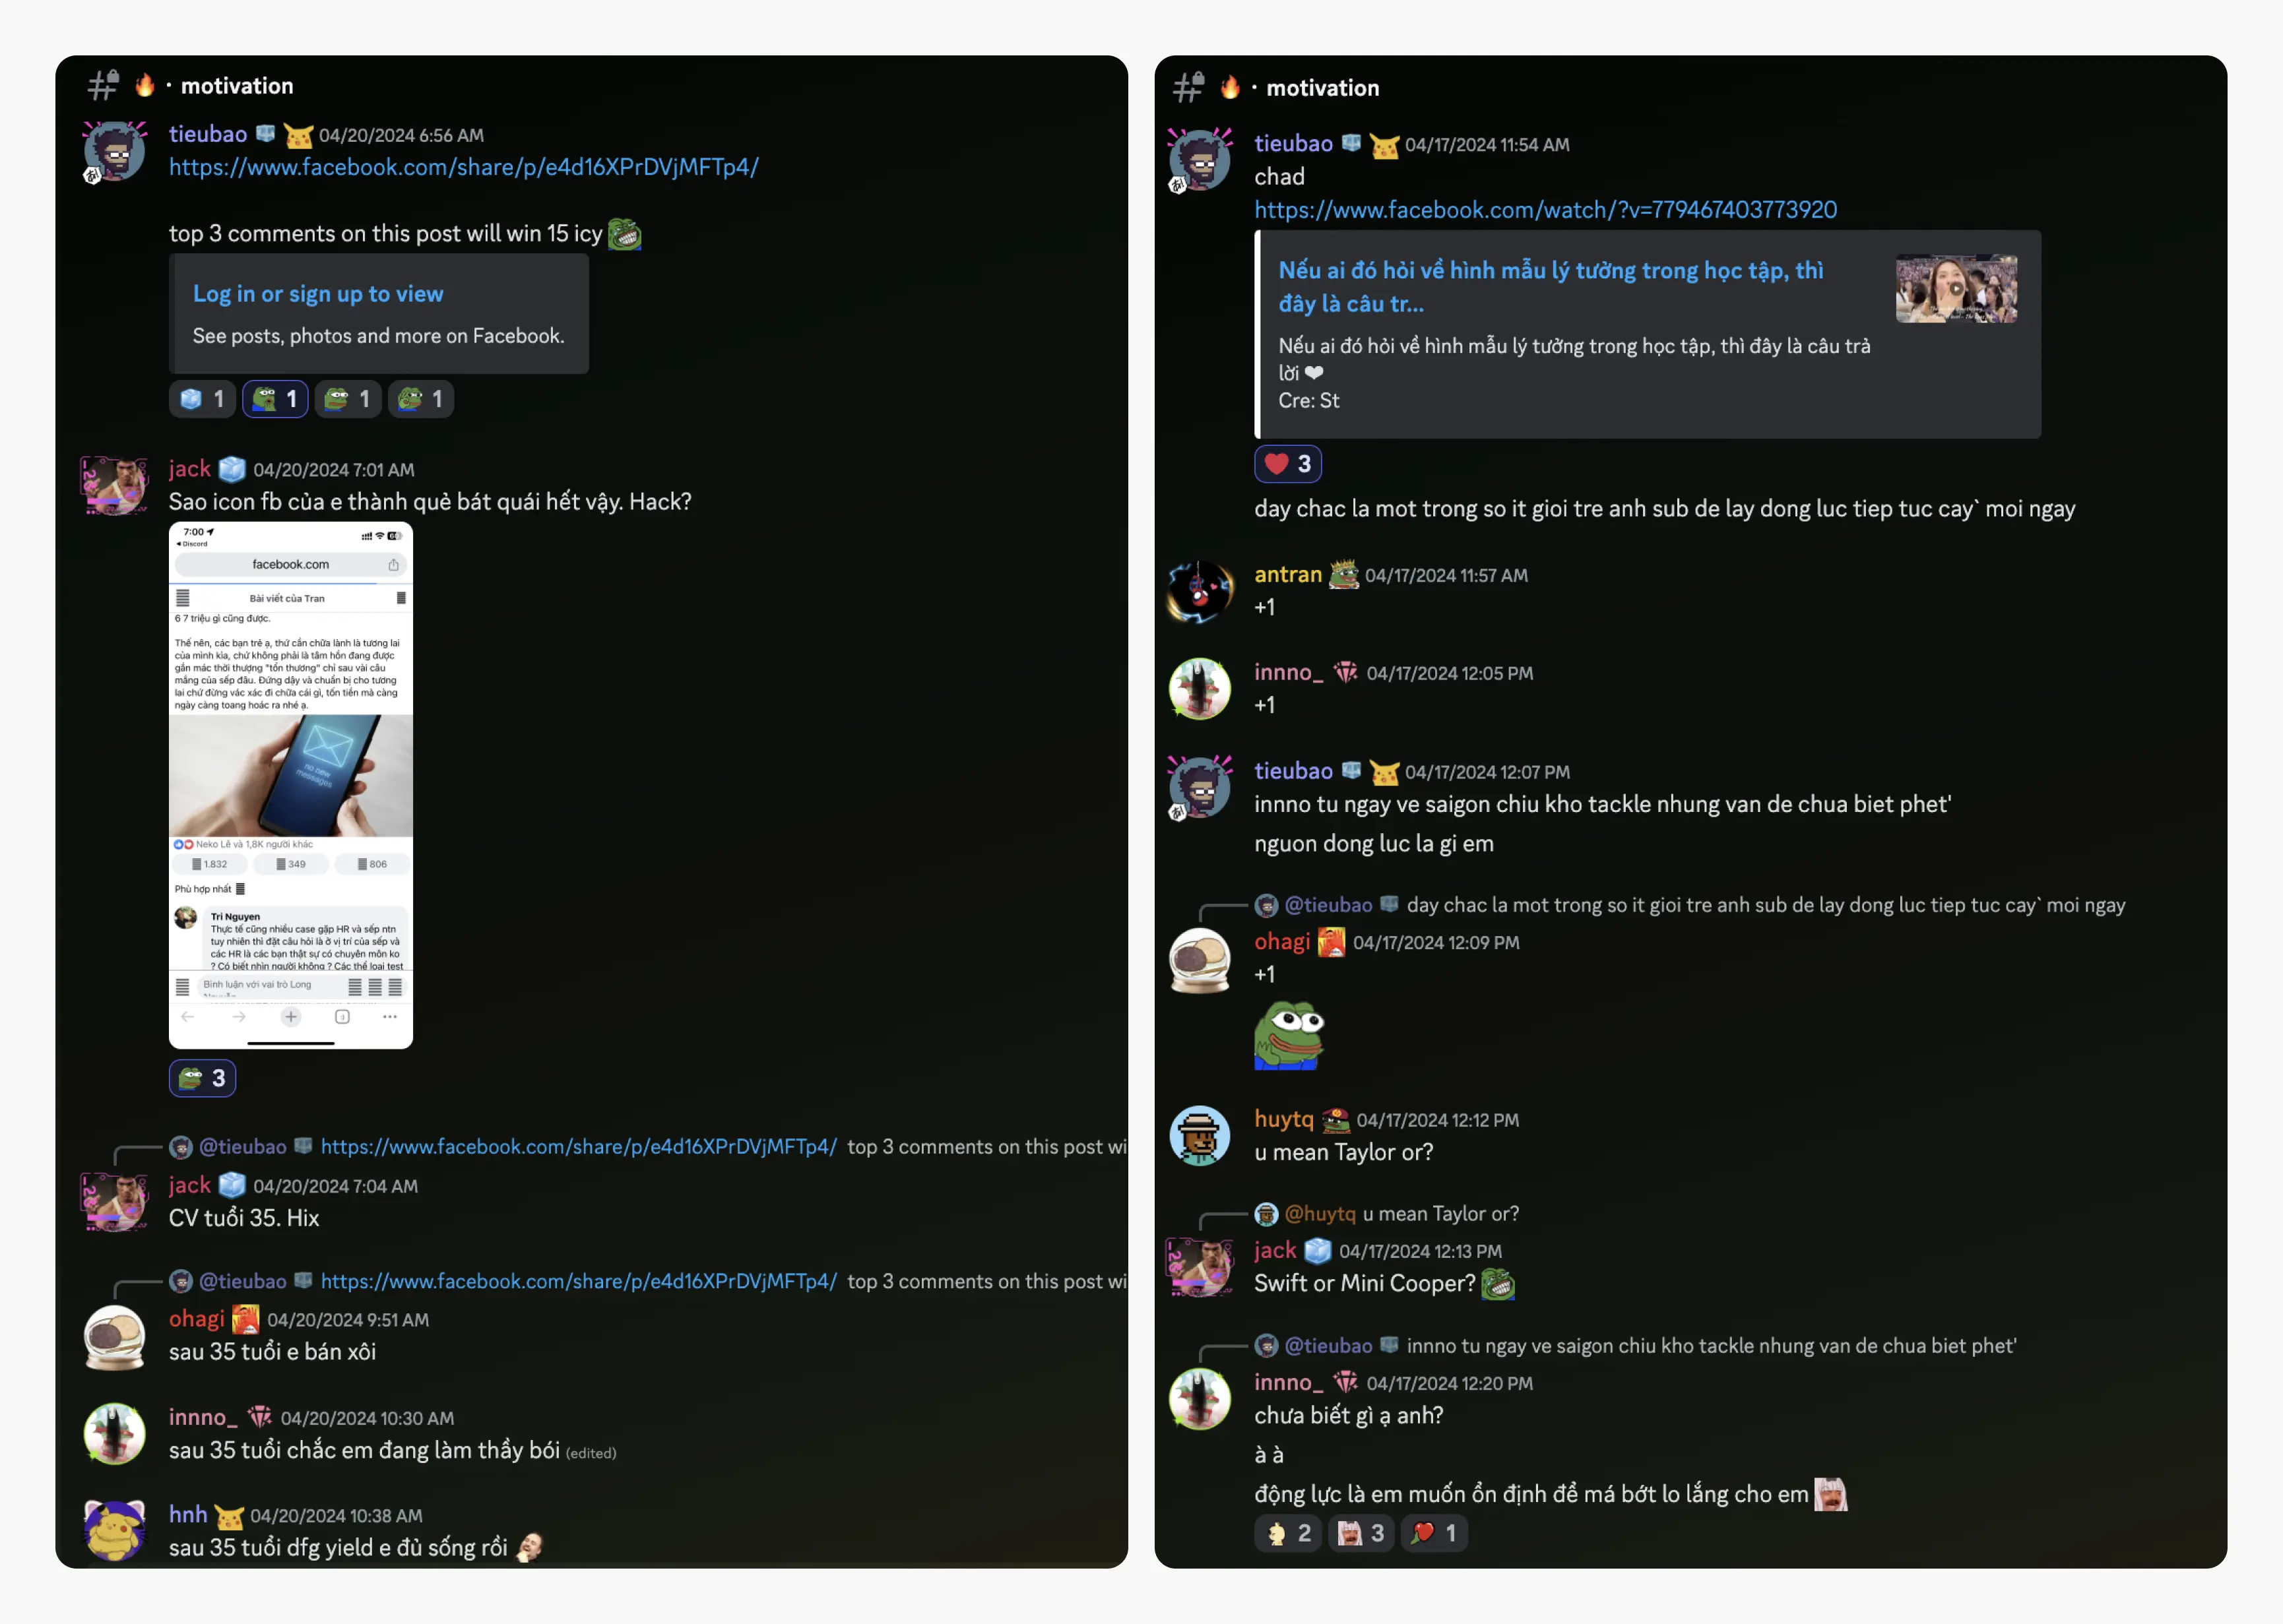 · motivation
tieubao 04/20/2024 6:56 AM
https://www.facebook.com/share/p/e4d16XPrDVjMFTp4/
top 3 comments on this post will win 15 icy
Log in or sign up to view
See posts, photos and more on Facebook.
1 1 1 1
jack 04/20/2024 7:01 AM
Sao icon fb của e thành quẻ bát quái hết vậy. Hack?
7:00
Discord
facebook.com
Bài viết của Tran
6 7 triệu gì cũng được.
Thế nên, các bạn trẻ ạ, thứ cần chữa lành là tương lai
của mình kìa, chứ không phải là tâm hồn đang được
gắn mác thời thượng "tổn thương" chỉ sau vài câu
mắng của sếp đâu. Đứng dậy và chuẩn bị cho tương
lai chứ đừng vác xác đi chữa cái gì, tốn tiền mà càng
ngày càng toang hoác ra nhé ạ.
no new
messages
Neko Lê và 1,8K người khác
1.832 349 806
Phù hợp nhất
Tri Nguyen
Thực tế cũng nhiều case gặp HR và sếp ntn
tuy nhiên thì đặt câu hỏi là ở vị trí của sếp và
các HR là các bạn thật sự có chuyên môn ko
? Có biết nhìn người không ? Các thể loại test
Bình luận với vai trò Long
3
@tieubao https://www.facebook.com/share/p/e4d16XPrDVjMFTp4/ top 3 comments on this post wi
jack 04/20/2024 7:04 AM
CV tuổi 35. Hix
@tieubao https://www.facebook.com/share/p/e4d16XPrDVjMFTp4/ top 3 comments on this post wi
ohagi 04/20/2024 9:51 AM
sau 35 tuổi e bán xôi
innno_ 04/20/2024 10:30 AM
sau 35 tuổi chắc em đang làm thầy bói (edited)
hnh 04/20/2024 10:38 AM
sau 35 tuổi dfg yield e đủ sống rồi
· motivation
tieubao 04/17/2024 11:54 AM
chad
https://www.facebook.com/watch/?v=779467403773920
Nếu ai đó hỏi về hình mẫu lý tưởng trong học tập, thì
đây là câu tr...
Nếu ai đó hỏi về hình mẫu lý tưởng trong học tập, thì đây là câu trả
lời ❤
Cre: St
3
day chac la mot trong so it gioi tre anh sub de lay dong luc tiep tuc cay` moi ngay
antran 04/17/2024 11:57 AM
+1
innno_ 04/17/2024 12:05 PM
+1
tieubao 04/17/2024 12:07 PM
innno tu ngay ve saigon chiu kho tackle nhung van de chua biet phet'
nguon dong luc la gi em
@tieubao day chac la mot trong so it gioi tre anh sub de lay dong luc tiep tuc cay` moi ngay
ohagi 04/17/2024 12:09 PM
+1
huytq 04/17/2024 12:12 PM
u mean Taylor or?
@huytq u mean Taylor or?
jack 04/17/2024 12:13 PM
Swift or Mini Cooper?
@tieubao innno tu ngay ve saigon chiu kho tackle nhung van de chua biet phet'
innno_ 04/17/2024 12:20 PM
chưa biết gì ạ anh?
à à
động lực là em muốn ổn định để má bớt lo lắng cho em
2 3 1